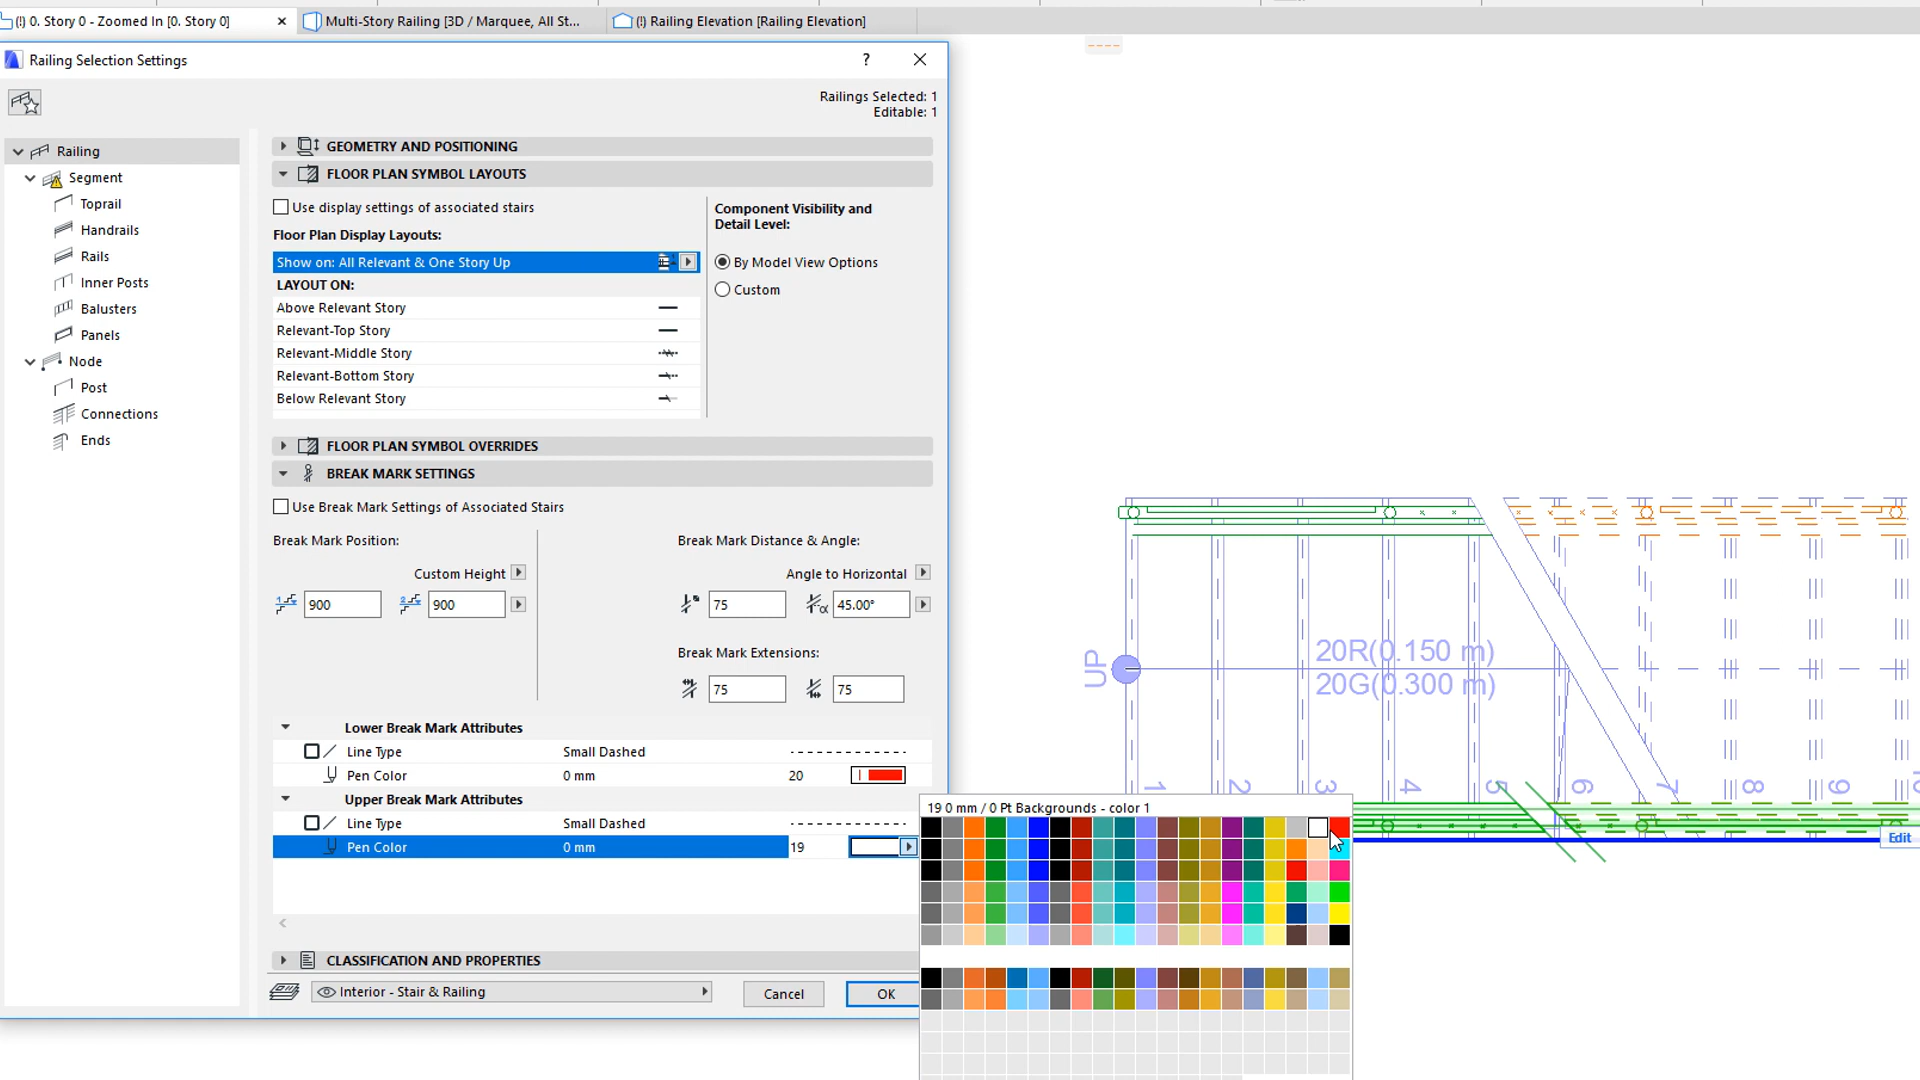 (!) 0. Story 0 - Zoomed In [0. Story 0]
Multi-Story Railing [3D / Marquee, All St...
(!) Railing Elevation [Railing Elevation]
Railing Selection Settings
?
Railings Selected: 1
Editable: 1
Railing
Segment
Toprail
Handrails
Rails
Inner Posts
Balusters
Panels
Node
Post
Connections
Ends
GEOMETRY AND POSITIONING
FLOOR PLAN SYMBOL LAYOUTS
Use display settings of associated stairs
Floor Plan Display Layouts:
Show on: All Relevant & One Story Up
LAYOUT ON:
Above Relevant Story
Relevant-Top Story
Relevant-Middle Story
Relevant-Bottom Story
Below Relevant Story
Component Visibility and
Detail Level:
By Model View Options
Custom
FLOOR PLAN SYMBOL OVERRIDES
BREAK MARK SETTINGS
Use Break Mark Settings of Associated Stairs
Break Mark Position:
Custom Height
900
900
Break Mark Distance & Angle:
Angle to Horizontal
75
45.00°
Break Mark Extensions:
75
75
Lower Break Mark Attributes
Line Type Small Dashed
Pen Color 0 mm 20
Upper Break Mark Attributes
Line Type Small Dashed
Pen Color 0 mm 19
CLASSIFICATION AND PROPERTIES
Interior - Stair & Railing
Cancel
OK
19 0 mm / 0 Pt Backgrounds - color 1
UP
20R(0.150 m)
20G(0.300 m)
1 2 3 4 5 6 7 8 9
Edit